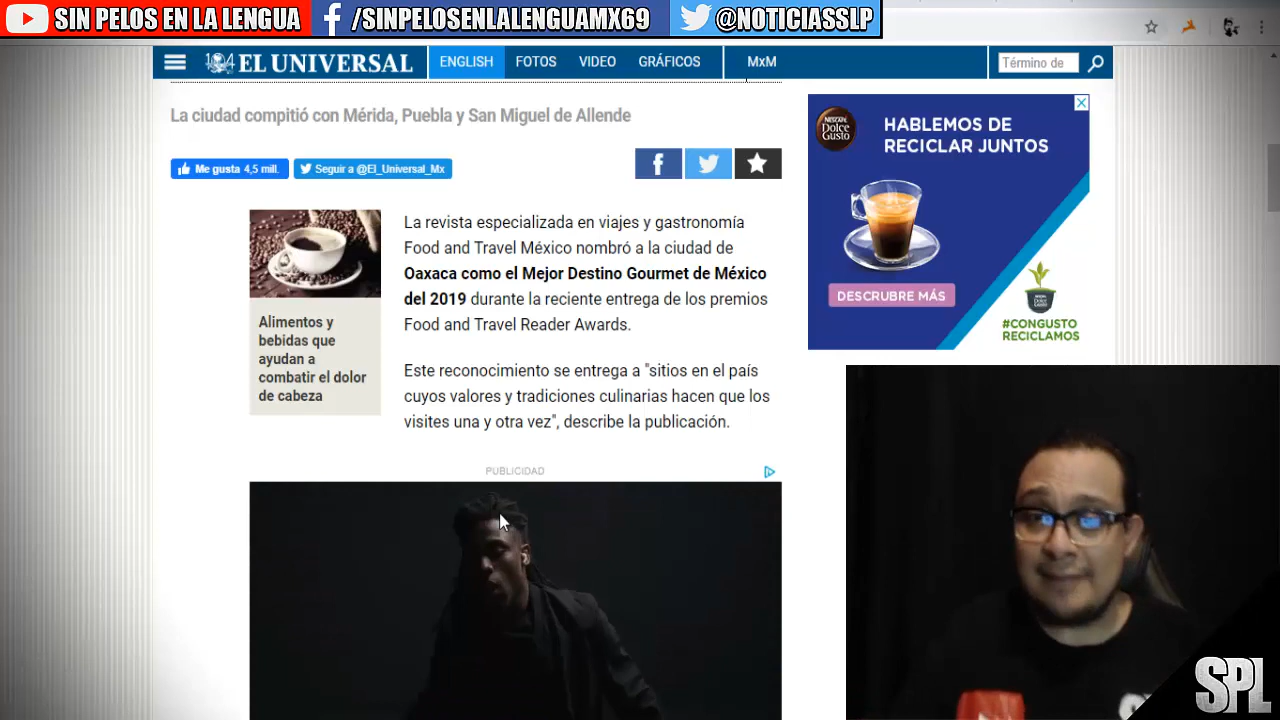 SIN PELOS EN LA LENGUA
/SINPELOSENLALENGUAMX69
@NOTICIASSLP
104 EL UNIVERSAL
ENGLISH
FOTOS
VIDEO
GRÁFICOS
MxM
Término de
La ciudad compitió con Mérida, Puebla y San Miguel de Allende
Me gusta 4,5 mill.
Seguir a @El_Universal_Mx
Alimentos y
bebidas que
ayudan a
combatir el dolor
de cabeza
La revista especializada en viajes y gastronomía
Food and Travel México nombró a la ciudad de
Oaxaca como el Mejor Destino Gourmet de México
del 2019 durante la reciente entrega de los premios
Food and Travel Reader Awards.
Este reconocimiento se entrega a "sitios en el país
cuyos valores y tradiciones culinarias hacen que los
visites una y otra vez", describe la publicación.
PUBLICIDAD
NESCAFÉ
Dolce
Gusto
HABLEMOS DE
RECICLAR JUNTOS
DESCRUBRE MÁS
#CONGUSTO
RECICLAMOS
SPL